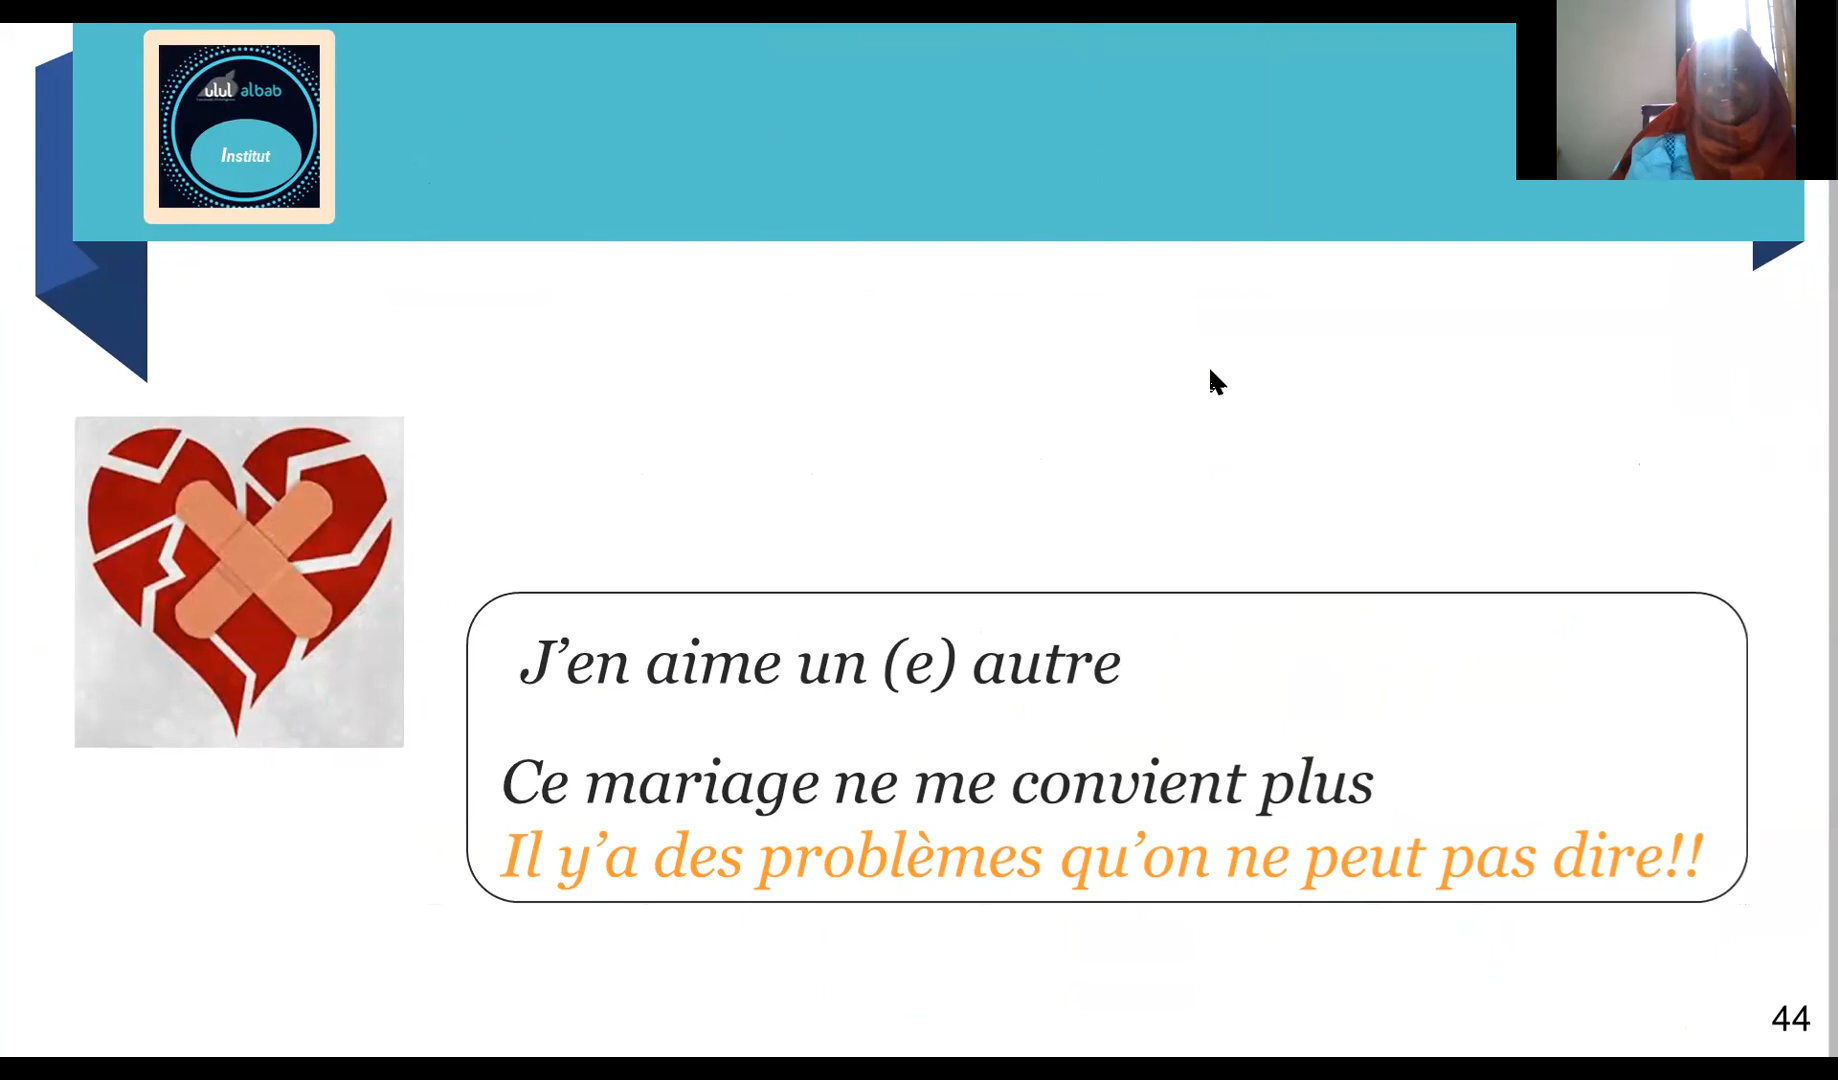 ulul albab
Institut
J’en aime un (e) autre
Ce mariage ne me convient plus
Il y’a des problèmes qu’on ne peut pas dire!!
44